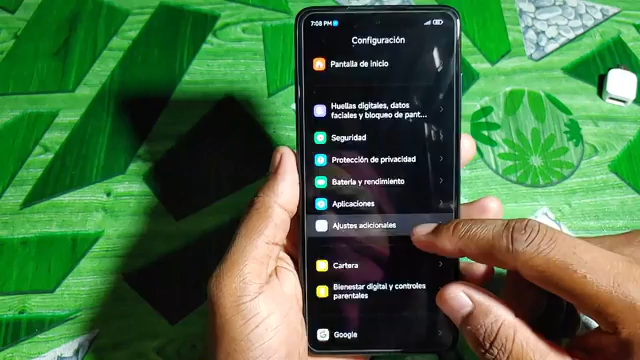 7:08 PM
Configuración
Pantalla de inicio
Huellas digitales, datos
faciales y bloqueo de pant...
Seguridad
Protección de privacidad
Batería y rendimiento
Aplicaciones
Ajustes adicionales
Cartera
Bienestar digital y controles
parentales
Google